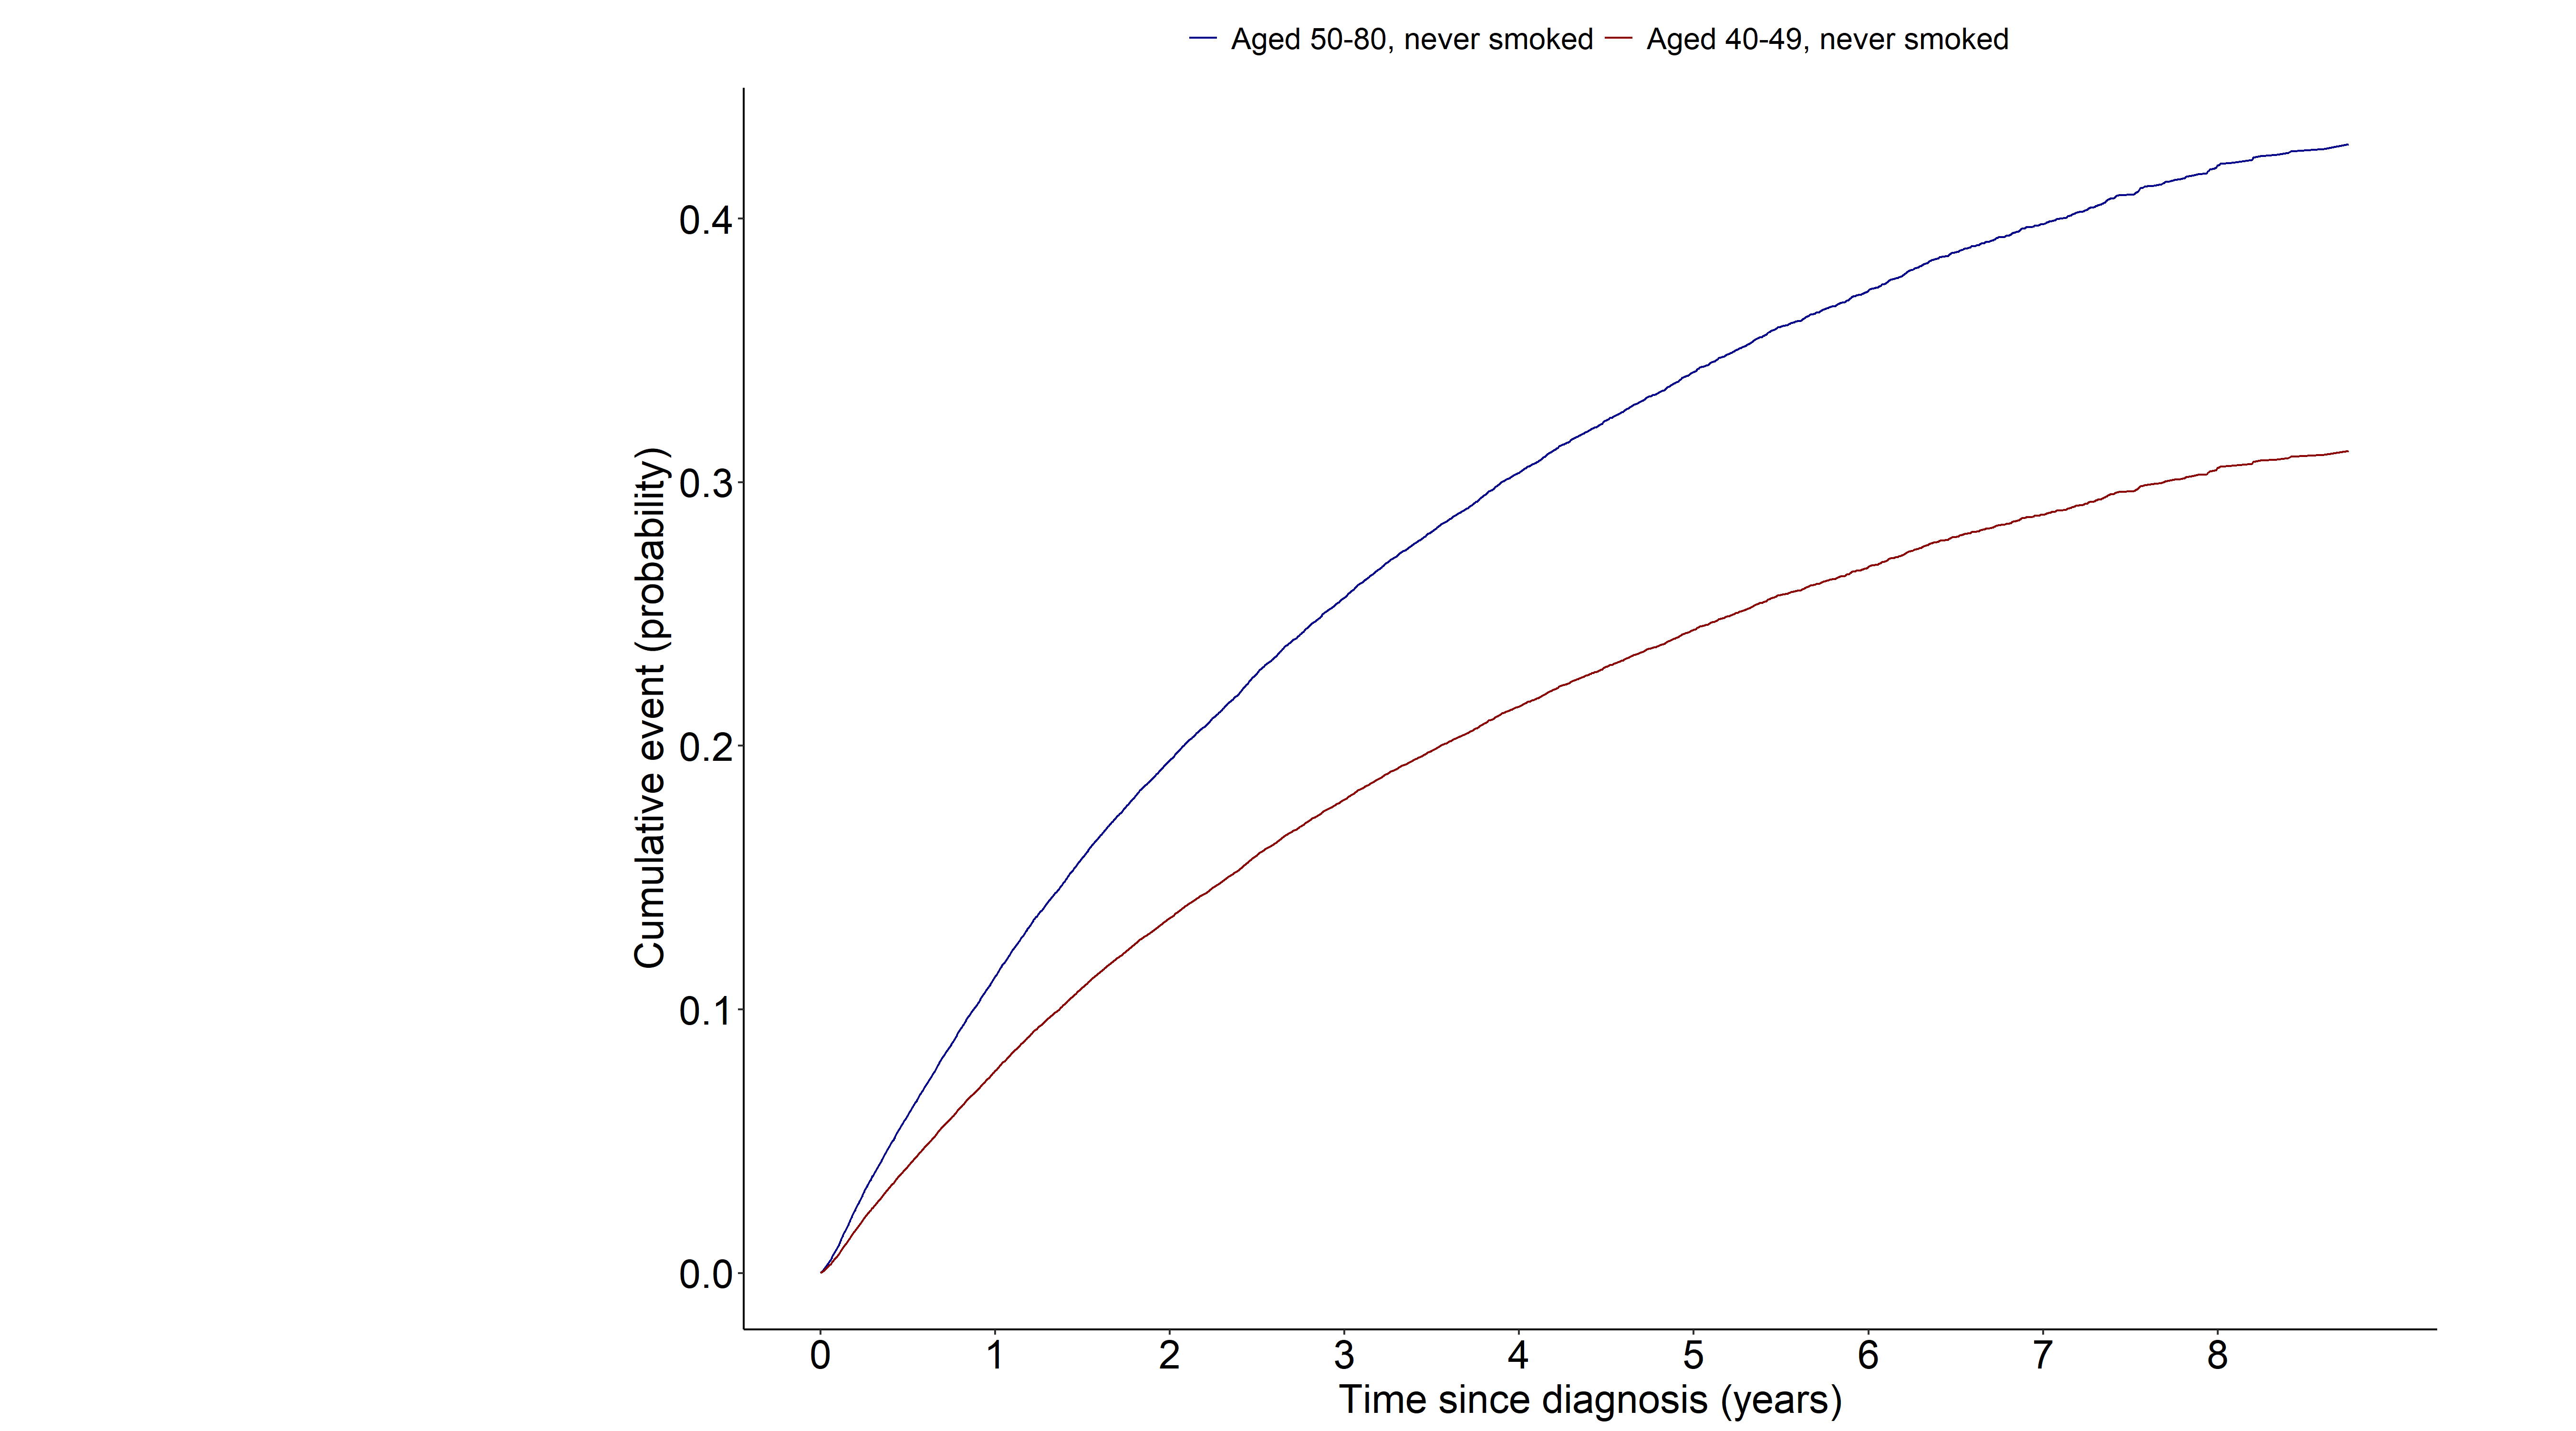 Aged 50-80, never smoked Aged 40-49, never smoked
Cumulative event (probability)
0.4
0.3
0.2
0.1
0.0
0 1 2 3 4 5 6 7 8
Time since diagnosis (years)